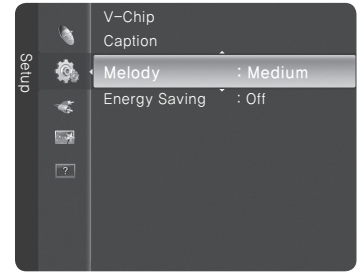 Setup
V-Chip
Caption
Melody : Medium
Energy Saving : Off
?